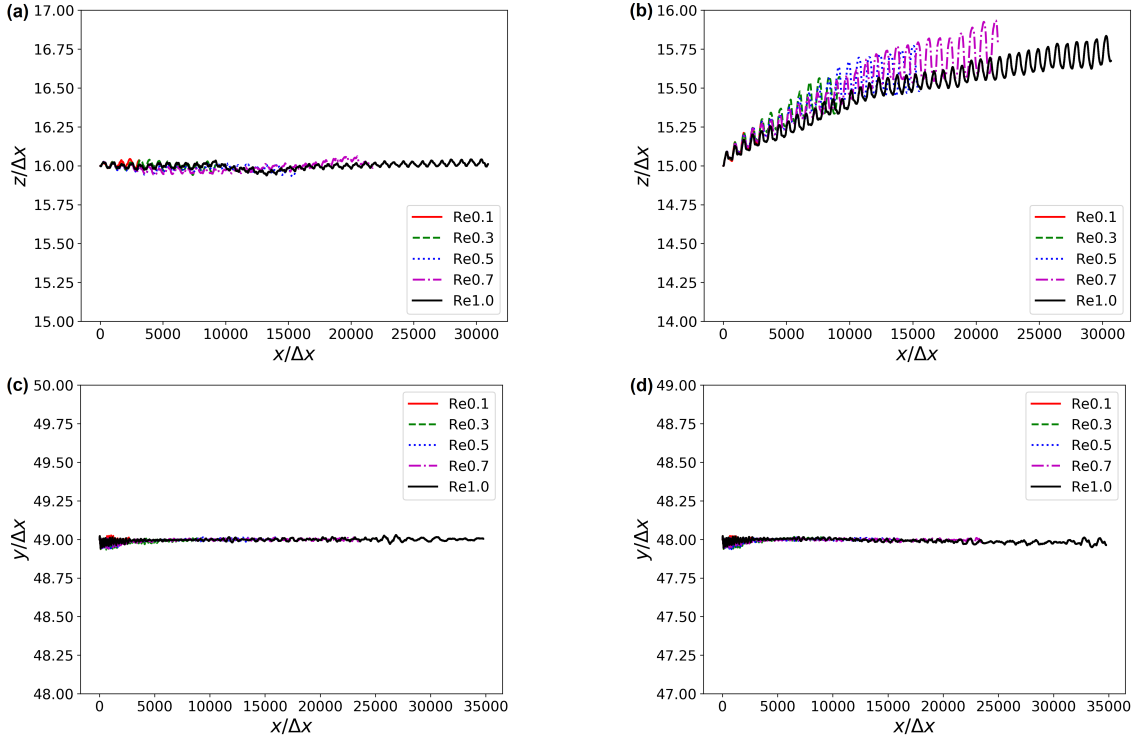 (a)
17.00
16.75
16.50
16.25
16.00
15.75
15.50
15.25
15.00
z/Δx
0 5000 10000 15000 20000 25000 30000
x/Δx
Re0.1
Re0.3
Re0.5
Re0.7
Re1.0
(b)
16.00
15.75
15.50
15.25
15.00
14.75
14.50
14.25
14.00
z/Δx
0 5000 10000 15000 20000 25000 30000
x/Δx
Re0.1
Re0.3
Re0.5
Re0.7
Re1.0
(c)
50.00
49.75
49.50
49.25
49.00
48.75
48.50
48.25
48.00
y/Δx
0 5000 10000 15000 20000 25000 30000 35000
x/Δx
Re0.1
Re0.3
Re0.5
Re0.7
Re1.0
(d)
49.00
48.75
48.50
48.25
48.00
47.75
47.50
47.25
47.00
y/Δx
0 5000 10000 15000 20000 25000 30000 35000
x/Δx
Re0.1
Re0.3
Re0.5
Re0.7
Re1.0